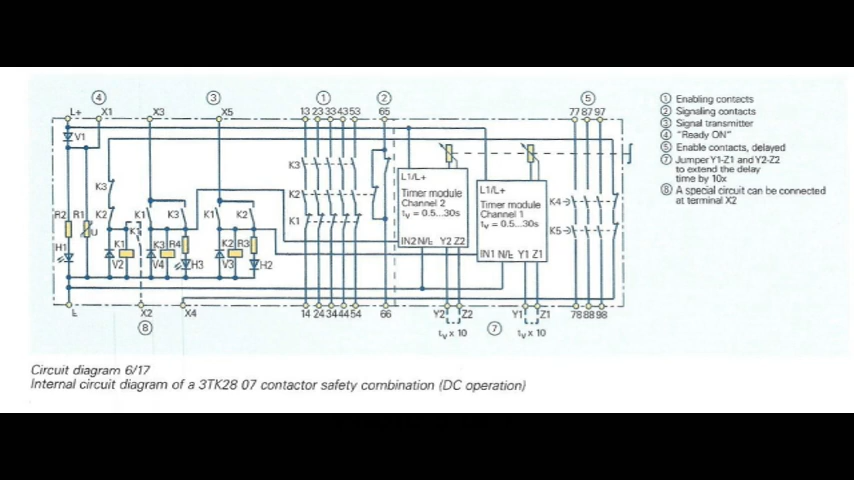 ④ ③ ① ② ⑤
L+ X1 X3 X5 13 23 33 43 53 65 77 87 97
① Enabling contacts
② Signaling contacts
③ Signal transmitter
④ "Ready ON"
⑤ Enable contacts, delayed
⑦ Jumper Y1-Z1 and Y2-Z2
to extend the delay
time by 10x
⑧ A special circuit can be connected
at terminal X2
V1
K3 K3
L1/L+
Timer module
Channel 2
tv = 0.5...30s
IN2 N/L Y2 Z2
L1/L+
Timer module
Channel 1
tv = 0.5...30s
IN1 N/L Y1 Z1
K2 K4
R2 R1 K2 K1 K3 K1 K2 K1 K5
U
H1 K1 K1 K3 R4 K2 R3
V2 V4 H3 V3 H2
L X2 X4 14 24 34 44 54 66 Y2 Z2 Y1 Z1 78 88 98
⑧ ⑦
tv x 10 tv x 10
Circuit diagram 6/17
Internal circuit diagram of a 3TK28 07 contactor safety combination (DC operation)